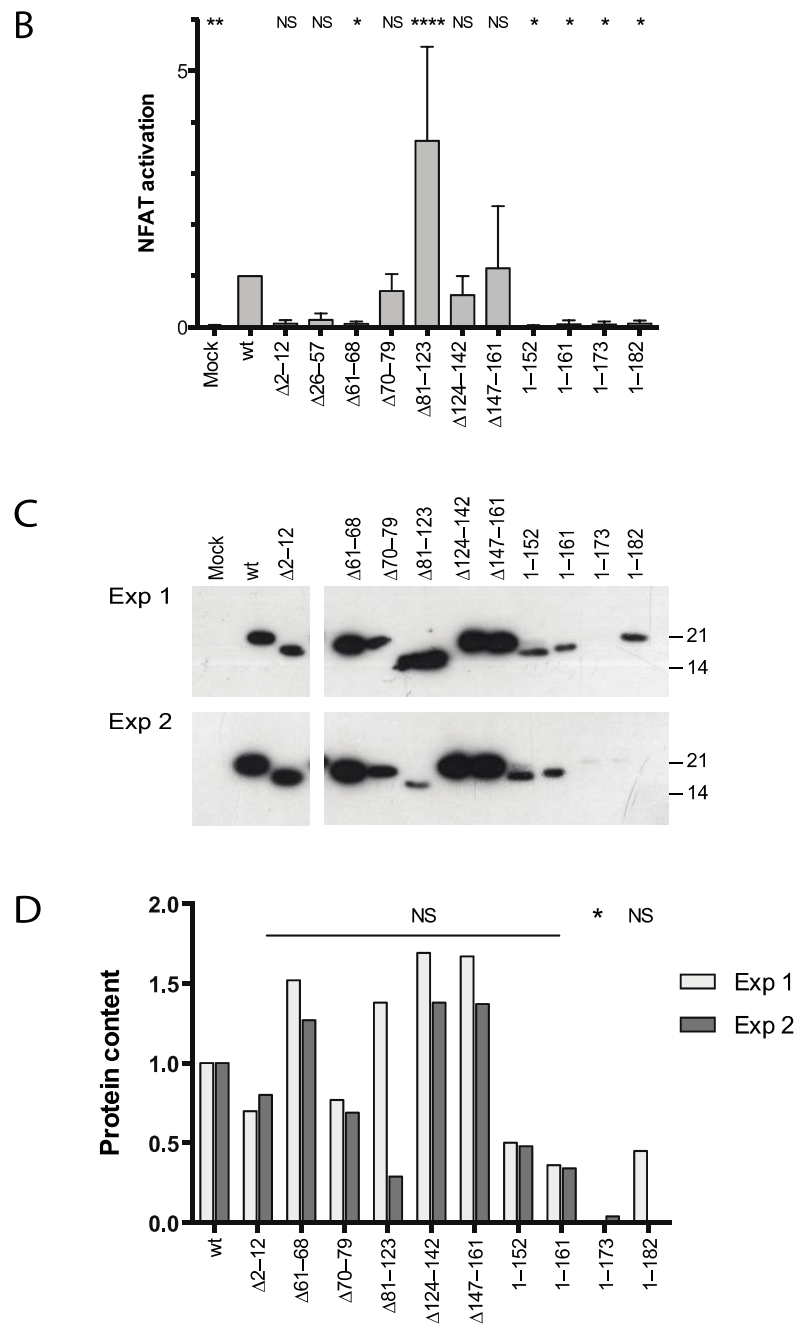 B
** NS NS * NS **** NS NS * * * *
5
NFAT activation
0
Mock wt Δ2–12 Δ26–57 Δ61–68 Δ70–79 Δ81–123 Δ124–142 Δ147–161 1–152 1–161 1–173 1–182
C
Mock wt Δ2–12 Δ61–68 Δ70–79 Δ81–123 Δ124–142 Δ147–161 1–152 1–161 1–173 1–182
Exp 1
21
14
Exp 2
21
14
D
2.0
NS * NS
1.5
Exp 1
Protein content
Exp 2
1.0
0.5
0.0
wt Δ2–12 Δ61–68 Δ70–79 Δ81–123 Δ124–142 Δ147–161 1–152 1–161 1–173 1–182